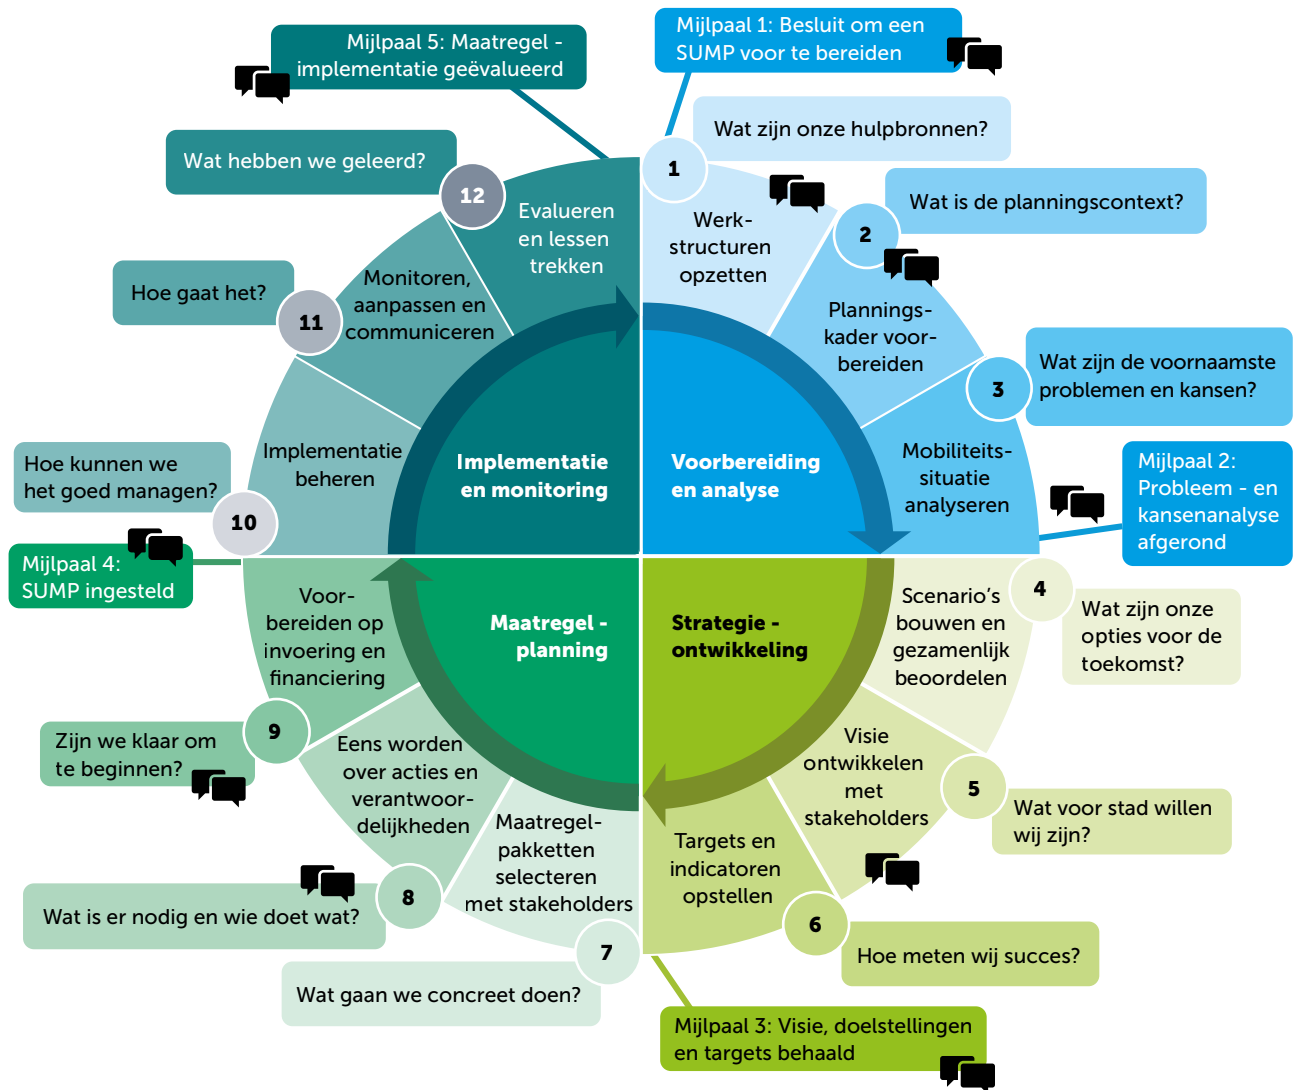 Mijlpaal 1: Besluit om een
SUMP voor te bereiden
Mijlpaal 5: Maatregel -
implementatie geëvalueerd
Wat zijn onze hulpbronnen?
1
Werk-
structuren
opzetten
Wat is de planningscontext?
2
Plannings-
kader voor-
bereiden
Wat zijn de voornaamste
problemen en kansen?
3
Mobiliteits-
situatie
analyseren
Voorbereiding
en analyse
Mijlpaal 2:
Probleem - en
kansenanalyse
afgerond
4
Scenario's
bouwen en
gezamenlijk
beoordelen
Wat zijn onze
opties voor de
toekomst?
Strategie -
ontwikkeling
Visie
ontwikkelen
met
stakeholders
5
Wat voor stad willen
wij zijn?
Targets en
indicatoren
opstellen
6
Hoe meten wij succes?
Mijlpaal 3: Visie, doelstellingen
en targets behaald
Maatregel -
planning
Maatregel-
pakketten
selecteren
met stakeholders
7
Wat gaan we concreet doen?
Eens worden
over acties en
verantwoor-
delijkheden
8
Wat is er nodig en wie doet wat?
Voor-
bereiden op
invoering en
financiering
9
Zijn we klaar om
te beginnen?
Mijlpaal 4:
SUMP ingesteld
Implementatie
en monitoring
Implementatie
beheren
10
Hoe kunnen we
het goed managen?
Monitoren,
aanpassen en
communiceren
11
Hoe gaat het?
Evalueren
en lessen
trekken
12
Wat hebben we geleerd?